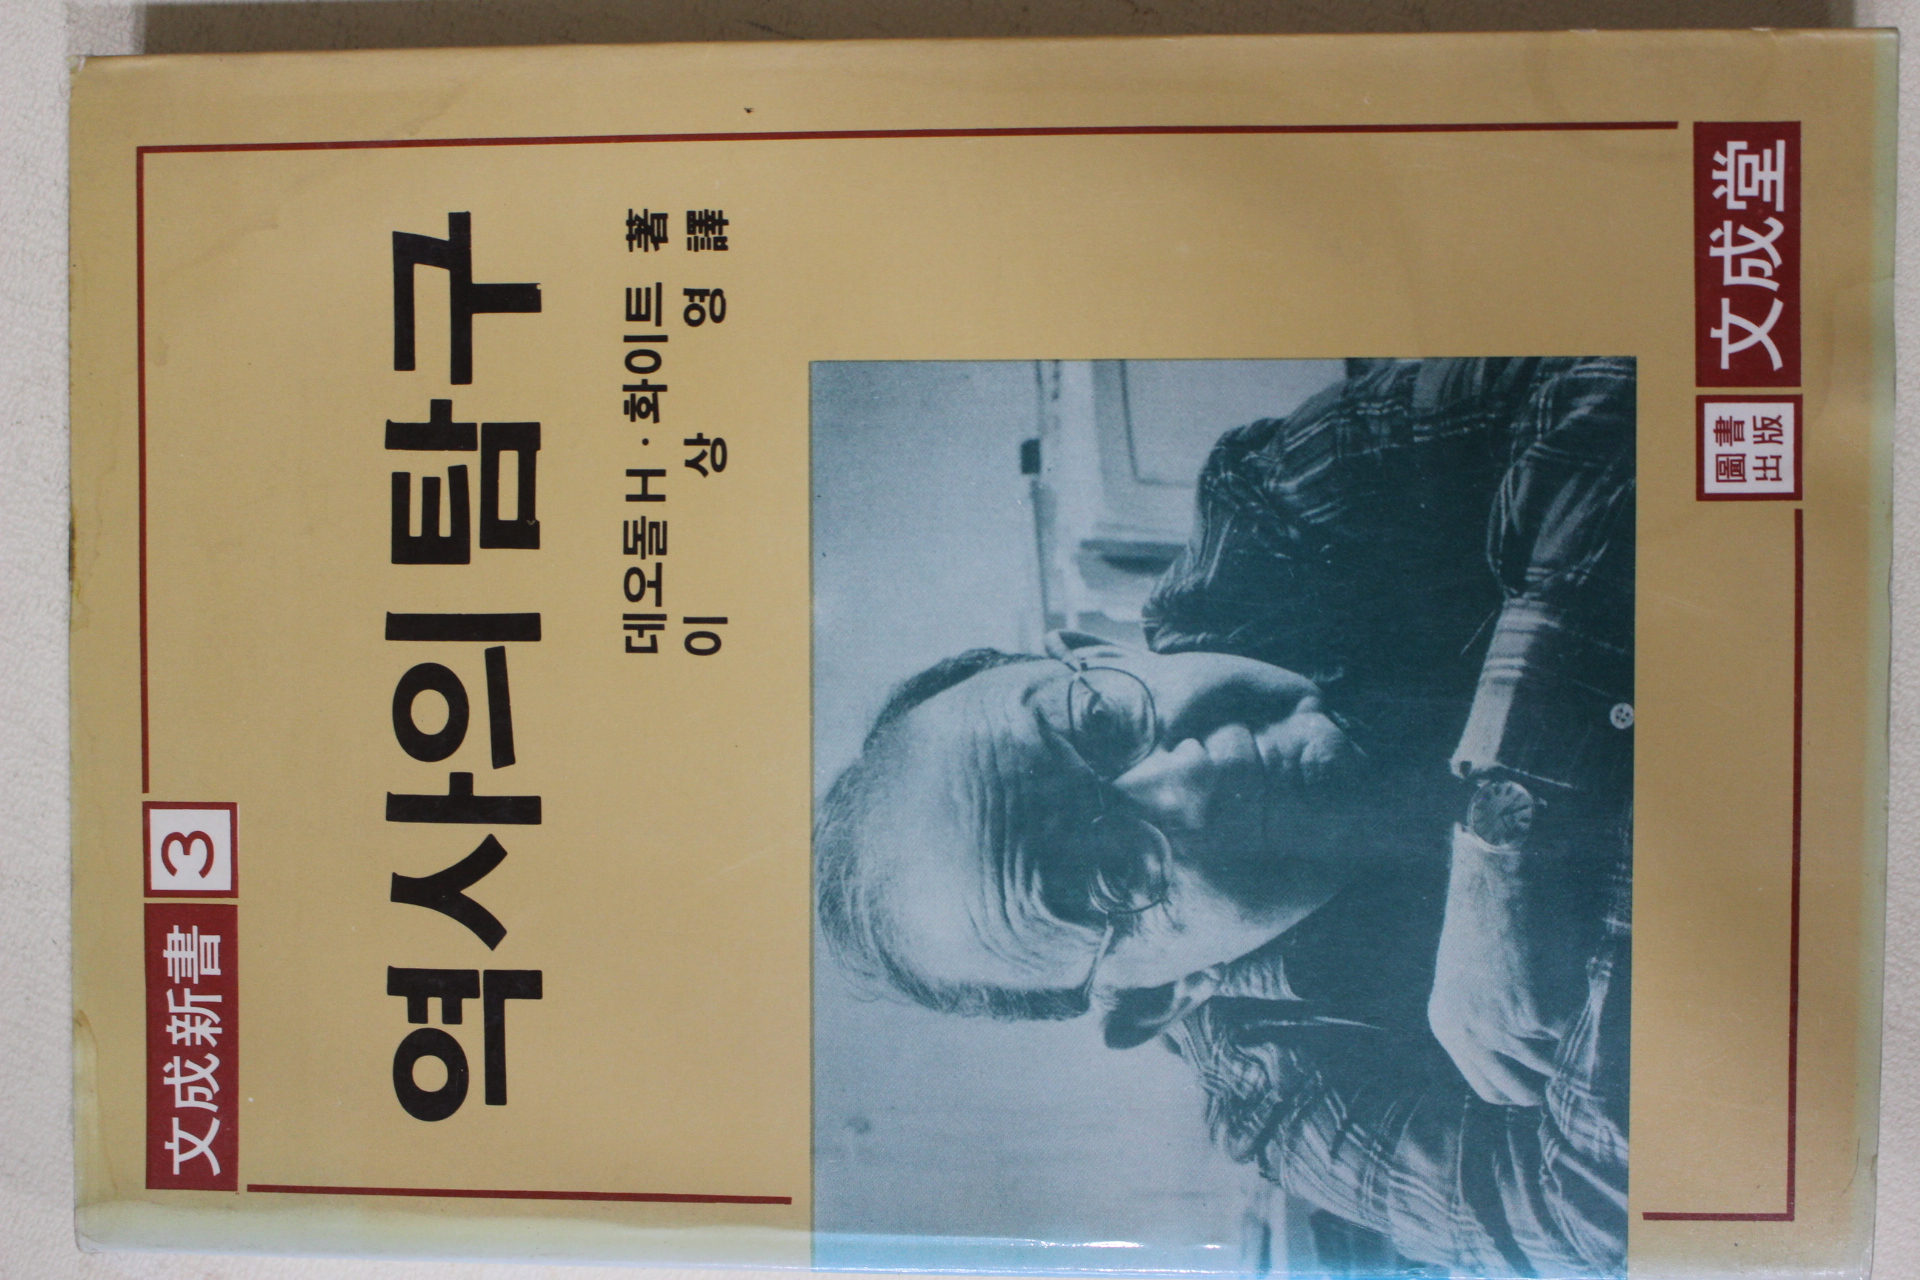 文成新書 3
역사의 탐구
데오돌 H·화이트 著
이 상 영 譯
圖書出版 文成堂